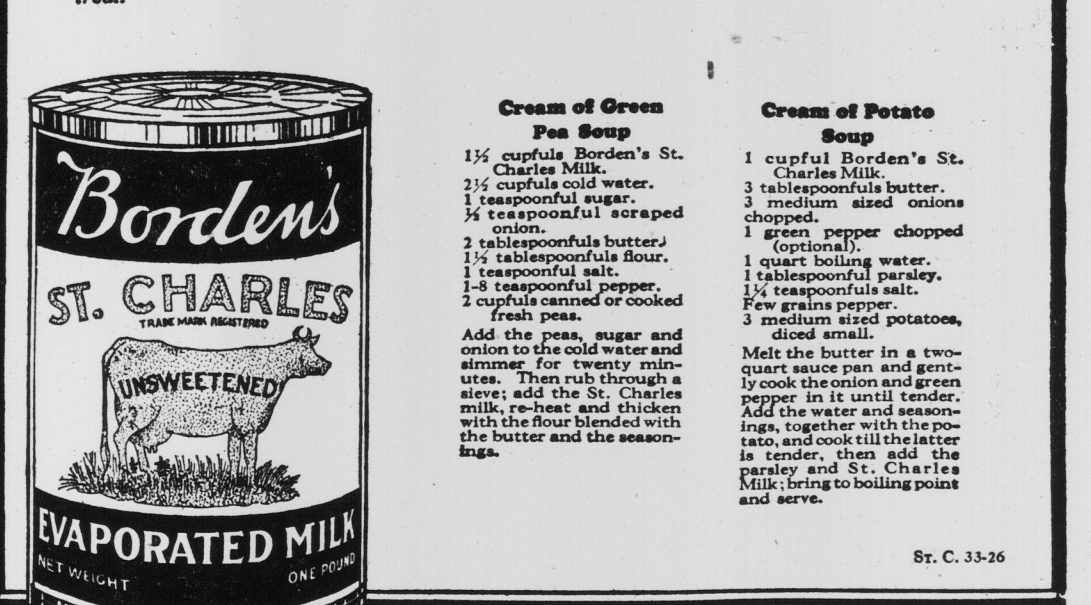 Borden's
ST. CHARLES
TRADE MARK REGISTERED
UNSWEETENED
EVAPORATED MILK
NET WEIGHT
ONE POUND
Cream of Green
Pea Soup
1½ cupfuls Borden's St.
Charles Milk.
2½ cupfuls cold water.
1 teaspoonful sugar.
½ teaspoonful scraped
onion.
2 tablespoonfuls butter.
1½ tablespoonfuls flour.
1 teaspoonful salt.
1-8 teaspoonful pepper.
2 cupfuls canned or cooked
fresh peas.
Add the peas, sugar and
onion to the cold water and
simmer for twenty min-
utes. Then rub through a
sieve; add the St. Charles
milk, re-heat and thicken
with the flour blended with
the butter and the season-
ings.
Cream of Potato
Soup
1 cupful Borden's St.
Charles Milk.
3 tablespoonfuls butter.
3 medium sized onions
chopped.
1 green pepper chopped
(optional).
1 quart boiling water.
1 tablespoonful parsley.
1¼ teaspoonfuls salt.
Few grains pepper.
3 medium sized potatoes,
diced small.
Melt the butter in a two-
quart sauce pan and gent-
ly cook the onion and green
pepper in it until tender.
Add the water and season-
ings, together with the po-
tato, and cook till the latter
is tender, then add the
parsley and St. Charles
Milk; bring to boiling point
and serve.
St. C. 33-26